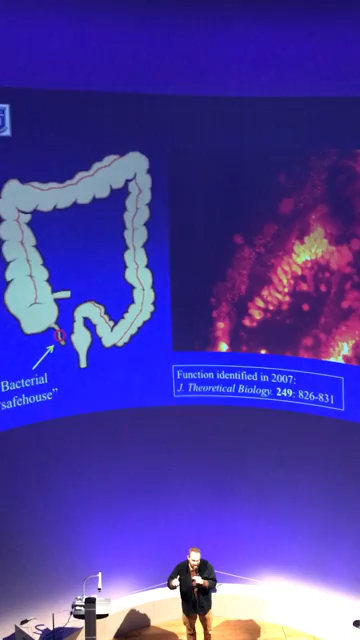 Bacterial
"safehouse"
Function identified in 2007:
J. Theoretical Biology. 249: 826-831